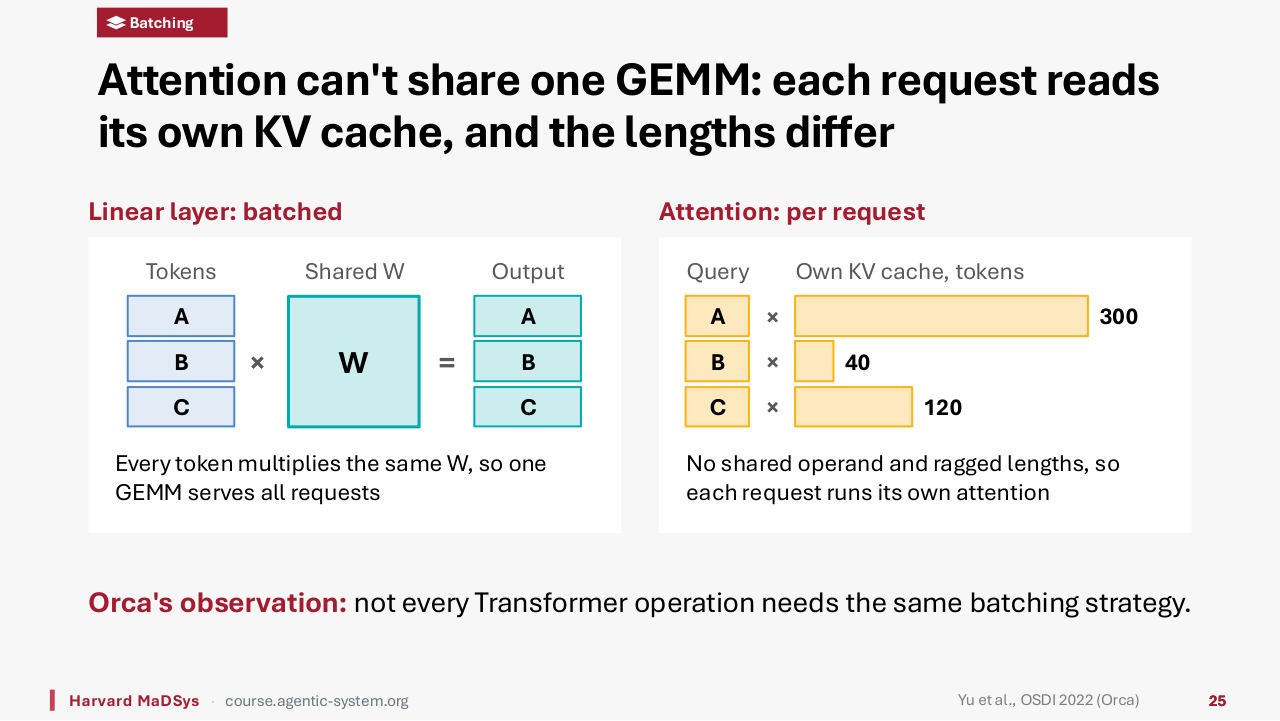 Batching
Attention can't share one GEMM: each request reads
its own KV cache, and the lengths differ
Linear layer: batched
Tokens
Shared W
Output
A
B
C
×
W
=
A
B
C
Every token multiplies the same W, so one
GEMM serves all requests
Attention: per request
Query
Own KV cache, tokens
A × 300
B × 40
C × 120
No shared operand and ragged lengths, so
each request runs its own attention
Orca's observation: not every Transformer operation needs the same batching strategy.
Harvard MaDSys · course.agentic-system.org
Yu et al., OSDI 2022 (Orca)
25